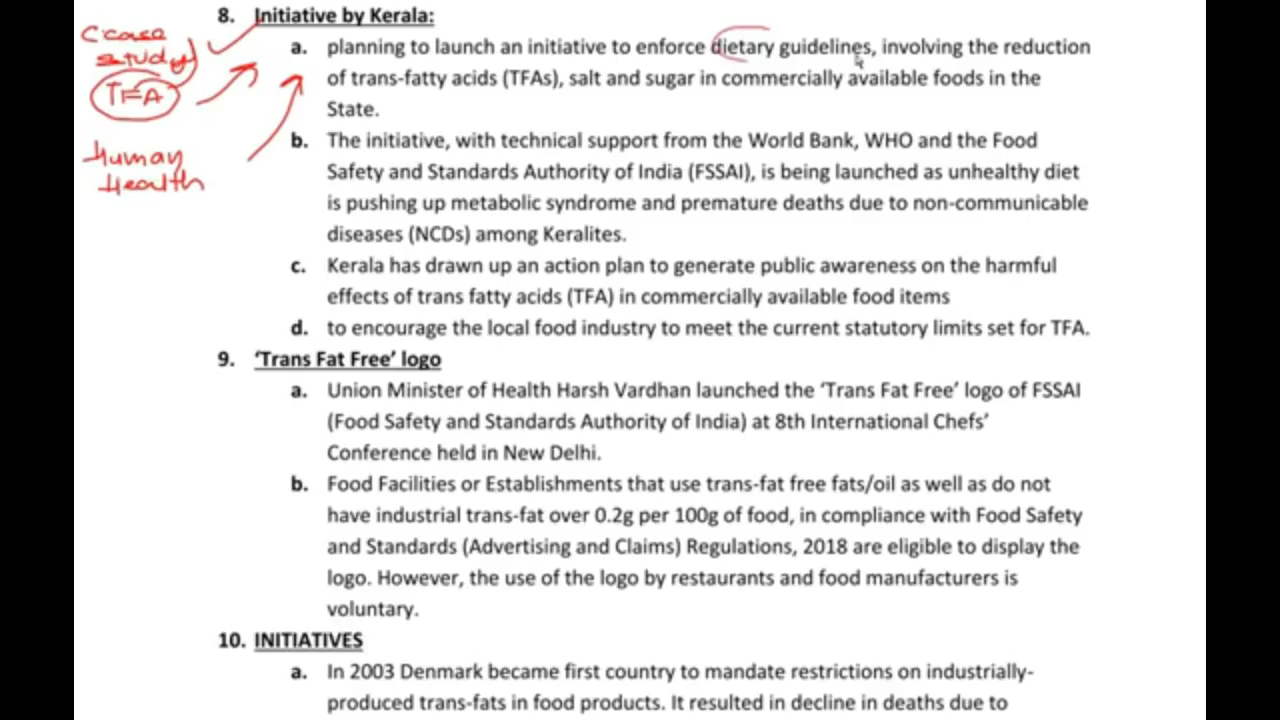 8. Initiative by Kerala:
(case
study)
TFA
Human
Health
a. planning to launch an initiative to enforce dietary guidelines, involving the reduction
of trans-fatty acids (TFAs), salt and sugar in commercially available foods in the
State.
b. The initiative, with technical support from the World Bank, WHO and the Food
Safety and Standards Authority of India (FSSAI), is being launched as unhealthy diet
is pushing up metabolic syndrome and premature deaths due to non-communicable
diseases (NCDs) among Keralites.
c. Kerala has drawn up an action plan to generate public awareness on the harmful
effects of trans fatty acids (TFA) in commercially available food items
d. to encourage the local food industry to meet the current statutory limits set for TFA.
9. ‘Trans Fat Free’ logo
a. Union Minister of Health Harsh Vardhan launched the ‘Trans Fat Free’ logo of FSSAI
(Food Safety and Standards Authority of India) at 8th International Chefs’
Conference held in New Delhi.
b. Food Facilities or Establishments that use trans-fat free fats/oil as well as do not
have industrial trans-fat over 0.2g per 100g of food, in compliance with Food Safety
and Standards (Advertising and Claims) Regulations, 2018 are eligible to display the
logo. However, the use of the logo by restaurants and food manufacturers is
voluntary.
10. INITIATIVES
a. In 2003 Denmark became first country to mandate restrictions on industrially-
produced trans-fats in food products. It resulted in decline in deaths due to